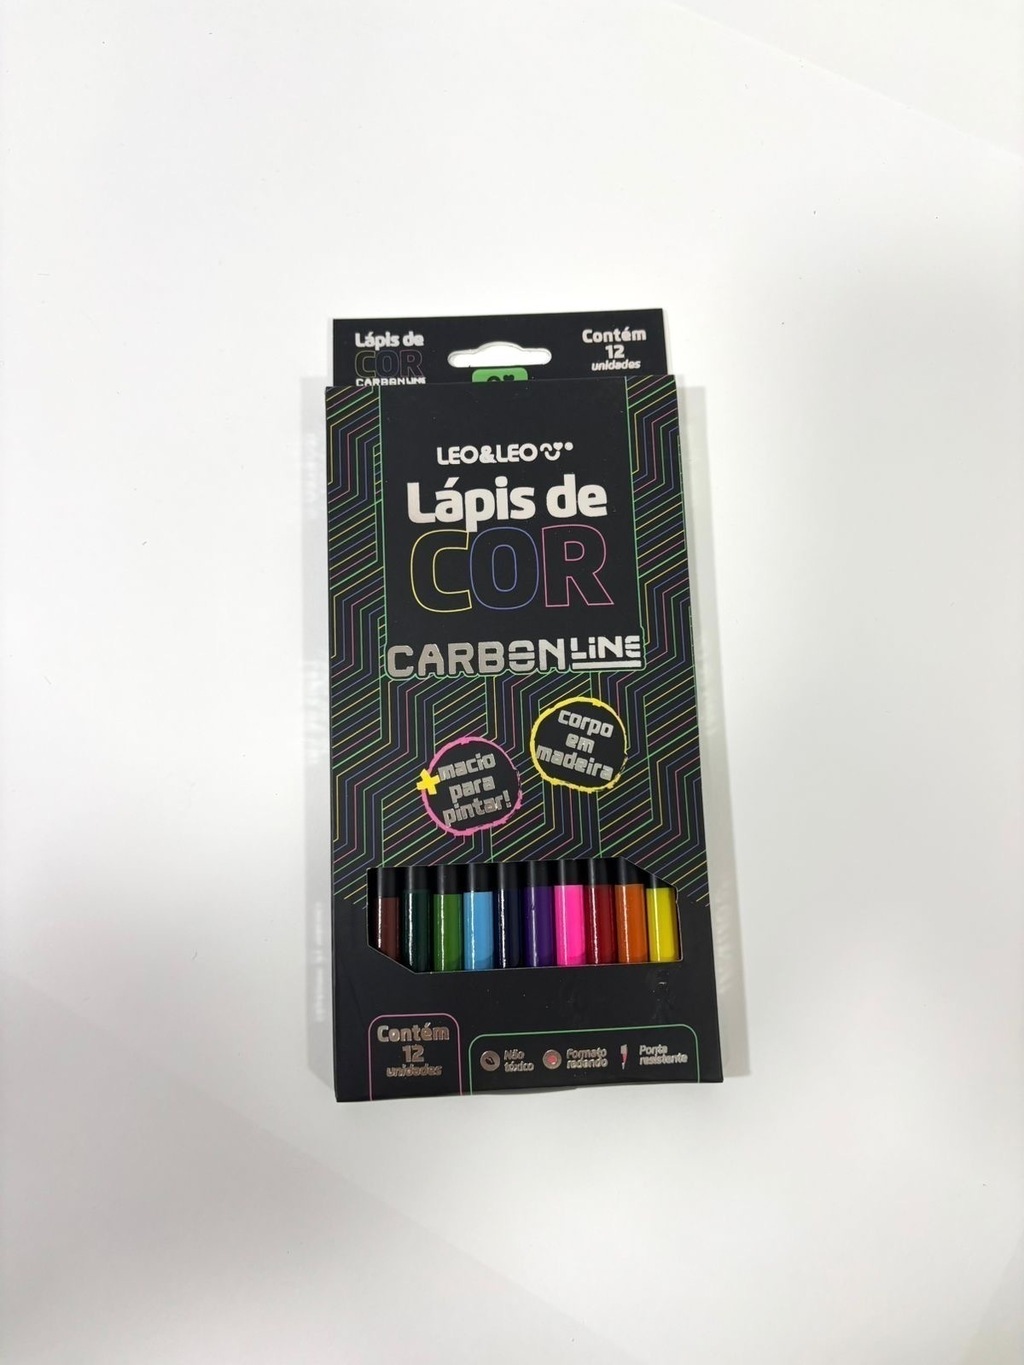 Lápis de
COR
CARBONLINE
Contém
12
unidades
LEO&LEO
Lápis de
COR
CARBONLINE
corpo
em
madeira
+macio
para
pintar!
Contém
12
unidades
Não
tóxico
Formato
redondo
Ponta
resistente